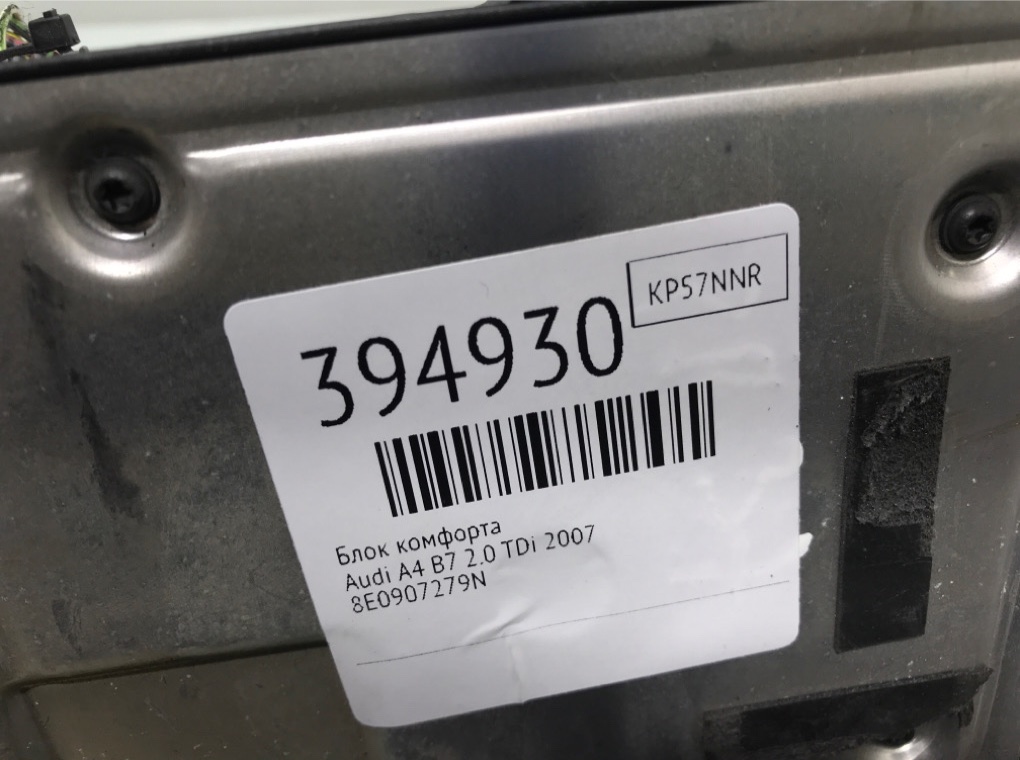 KP57NNR
394930
Блок комфорта
Audi A4 B7 2.0 TDi 2007
8E0907279N